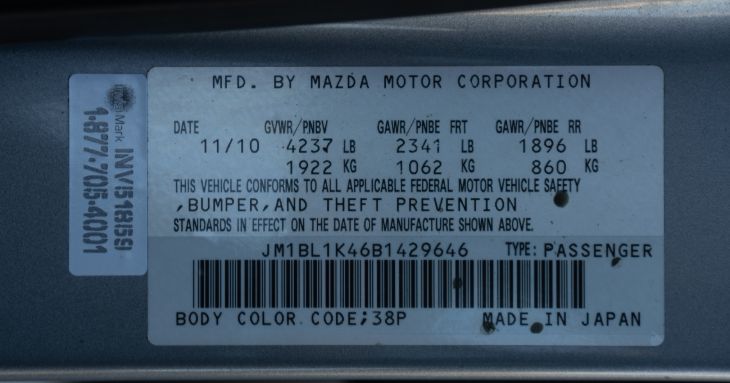 MFD. BY MAZDA MOTOR CORPORATION
DATE GVWR/PNBV GAWR/PNBE FRT GAWR/PNBE RR
11/10 4237 LB 2341 LB 1896 LB
1922 KG 1062 KG 860 KG
THIS VEHICLE CONFORMS TO ALL APPLICABLE FEDERAL MOTOR VEHICLE SAFETY
,BUMPER,AND THEFT PREVENTION
STANDARDS IN EFFECT ON THE DATE OF MANUFACTURE SHOWN ABOVE.
JM1BL1K46B1429646 TYPE: PASSENGER
BODY COLOR CODE;38P MADE IN JAPAN
Mark
1-877-705-4001